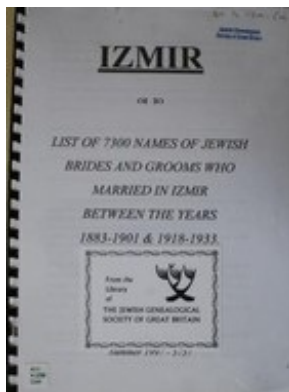 IZMIR
LIST OF 7300 NAMES OF JEWISH
BRIDES AND GROOMS WHO
MARRIED IN IZMIR
BETWEEN THE YEARS
1883-1901 & 1918-1933.
From the
Library
of
THE JEWISH GENEALOGICAL
SOCIETY OF GREAT BRITAIN